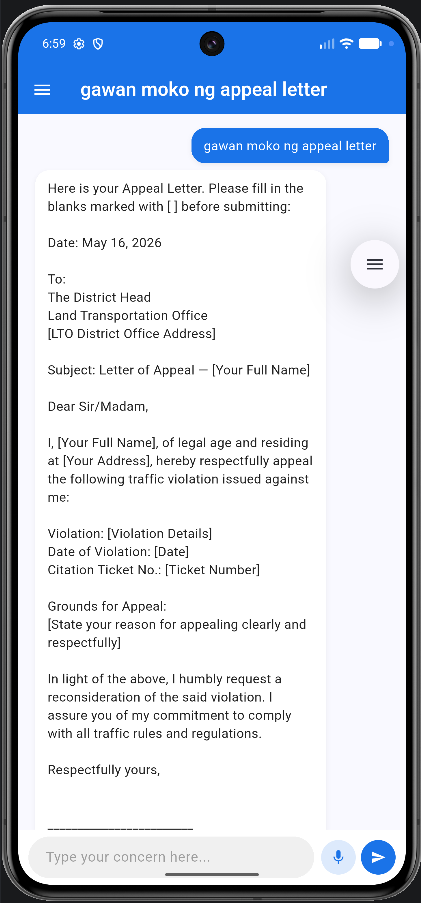 6:59
gawan moko ng appeal letter
gawan moko ng appeal letter
Here is your Appeal Letter. Please fill in the
blanks marked with [ ] before submitting:
Date: May 16, 2026
To:
The District Head
Land Transportation Office
[LTO District Office Address]
Subject: Letter of Appeal — [Your Full Name]
Dear Sir/Madam,
I, [Your Full Name], of legal age and residing
at [Your Address], hereby respectfully appeal
the following traffic violation issued against
me:
Violation: [Violation Details]
Date of Violation: [Date]
Citation Ticket No.: [Ticket Number]
Grounds for Appeal:
[State your reason for appealing clearly and
respectfully]
In light of the above, I humbly request a
reconsideration of the said violation. I
assure you of my commitment to comply
with all traffic rules and regulations.
Respectfully yours,
________________________
Type your concern here...